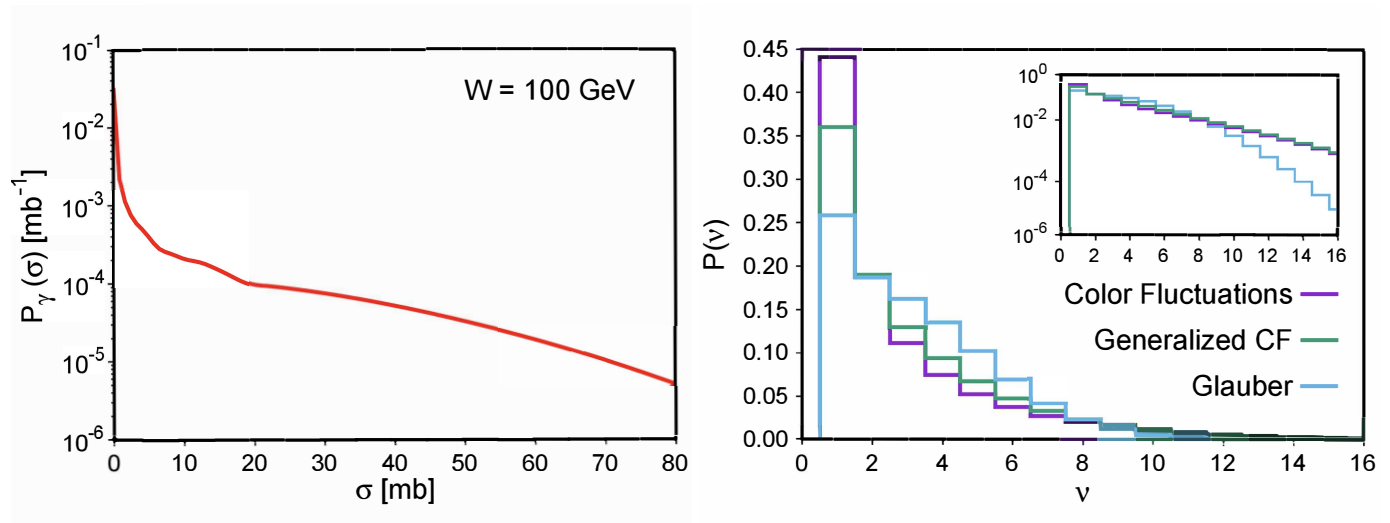 10^-1
10^-2
10^-3
10^-4
10^-5
10^-6
P_γ (σ) [mb^-1]
W = 100 GeV
0 10 20 30 40 50 60 70 80
σ [mb]
0.45
0.40
0.35
0.30
0.25
0.20
0.15
0.10
0.05
0.00
P(ν)
10^0
10^-2
10^-4
10^-6
0 2 4 6 8 10 12 14 16
Color Fluctuations
Generalized CF
Glauber
0 2 4 6 8 10 12 14 16
ν